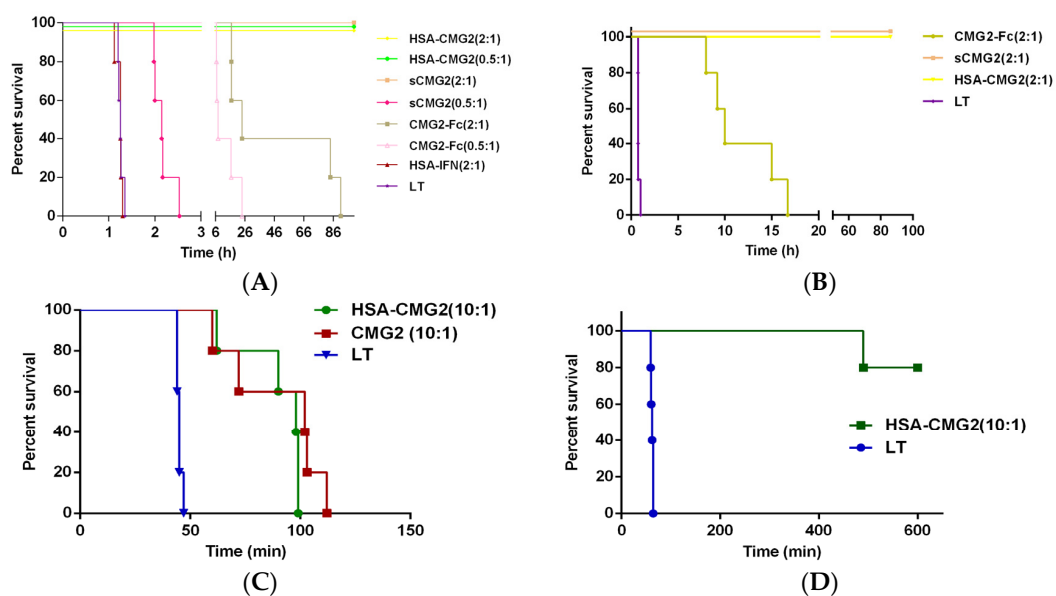 Percent survival
100
80
60
40
20
0
0 1 2 3 6 26 46 66 86
Time (h)
HSA-CMG2(2:1)
HSA-CMG2(0.5:1)
sCMG2(2:1)
sCMG2(0.5:1)
CMG2-Fc(2:1)
CMG2-Fc(0.5:1)
HSA-IFN(2:1)
LT
(A)
Percent survival
100
80
60
40
20
0
0 5 10 15 20 60 80 100
Time (h)
CMG2-Fc(2:1)
sCMG2(2:1)
HSA-CMG2(2:1)
LT
(B)
Percent survival
100
80
60
40
20
0
0 50 100 150
Time (min)
HSA-CMG2(10:1)
CMG2 (10:1)
LT
(C)
Percent survival
100
80
60
40
20
0
0 200 400 600
Time (min)
HSA-CMG2(10:1)
LT
(D)